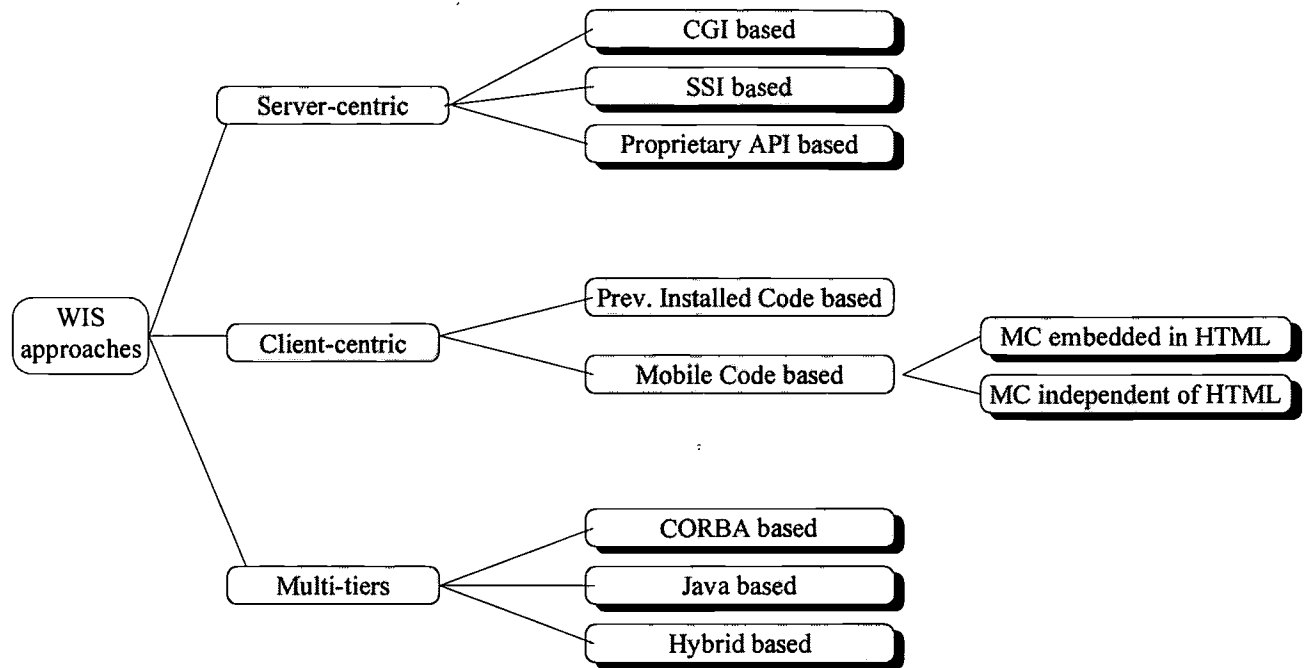 CGI based
Server-centric
SSI based
Proprietary API based
WIS
approaches
Prev. Installed Code based
Client-centric
MC embedded in HTML
Mobile Code based
MC independent of HTML
CORBA based
Multi-tiers
Java based
Hybrid based